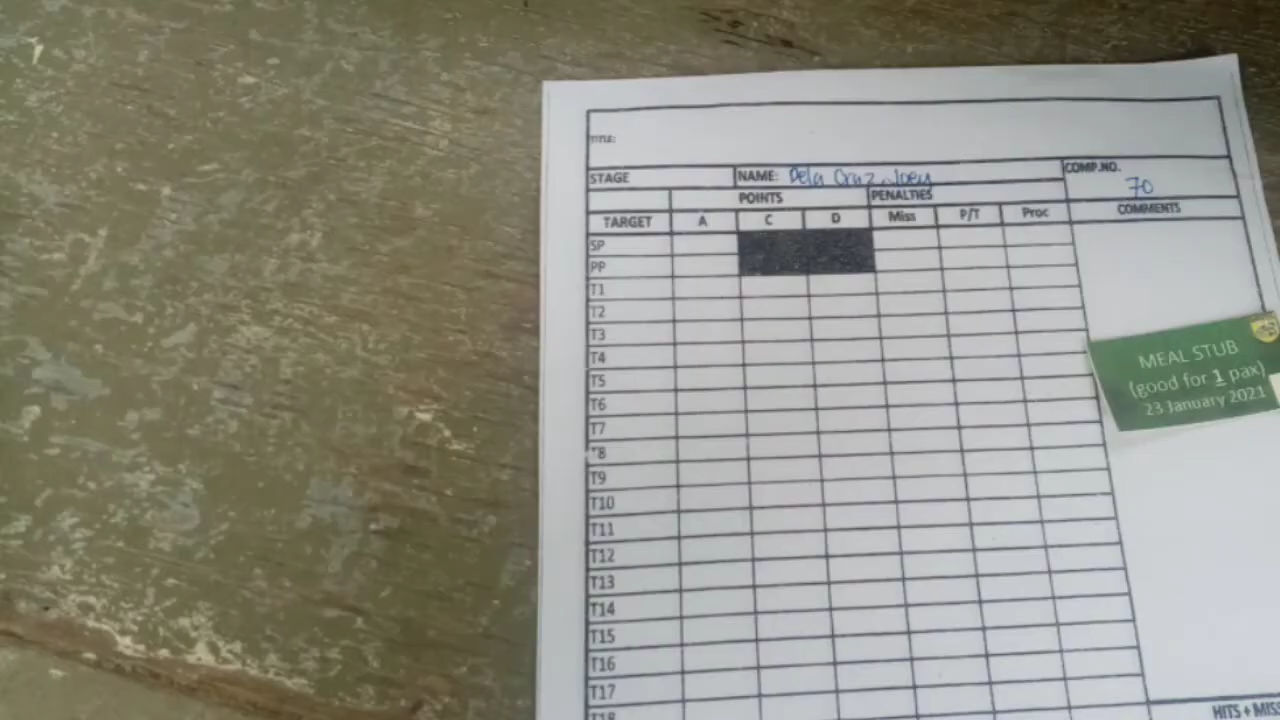 TITLE:
STAGE NAME: Dela Cruz, Joey COMP.NO. 70
POINTS PENALTIES
TARGET A C D Miss P/T Proc COMMENTS
SP
PP
T1
T2
T3
T4
T5
T6
T7
T8
T9
T10
T11
T12
T13
T14
T15
T16
T17
T18
MEAL STUB
(good for 1 pax)
23 January 2021
HITS + MISS